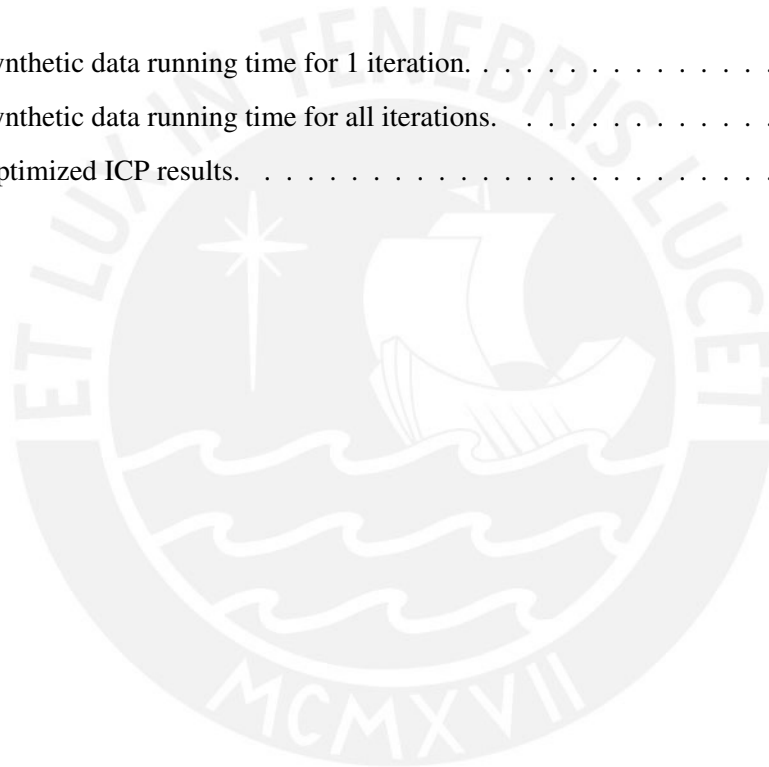 ynthetic data running time for 1 iteration. . . . . . . . . . . . . . . .
ynthetic data running time for all iterations. . . . . . . . . . . . . .
ptimized ICP results. . . . . . . . . . . . . . . . . . . . . . . . . . . .
ET LUX IN TENEBRIS LUCET
MCMXVII